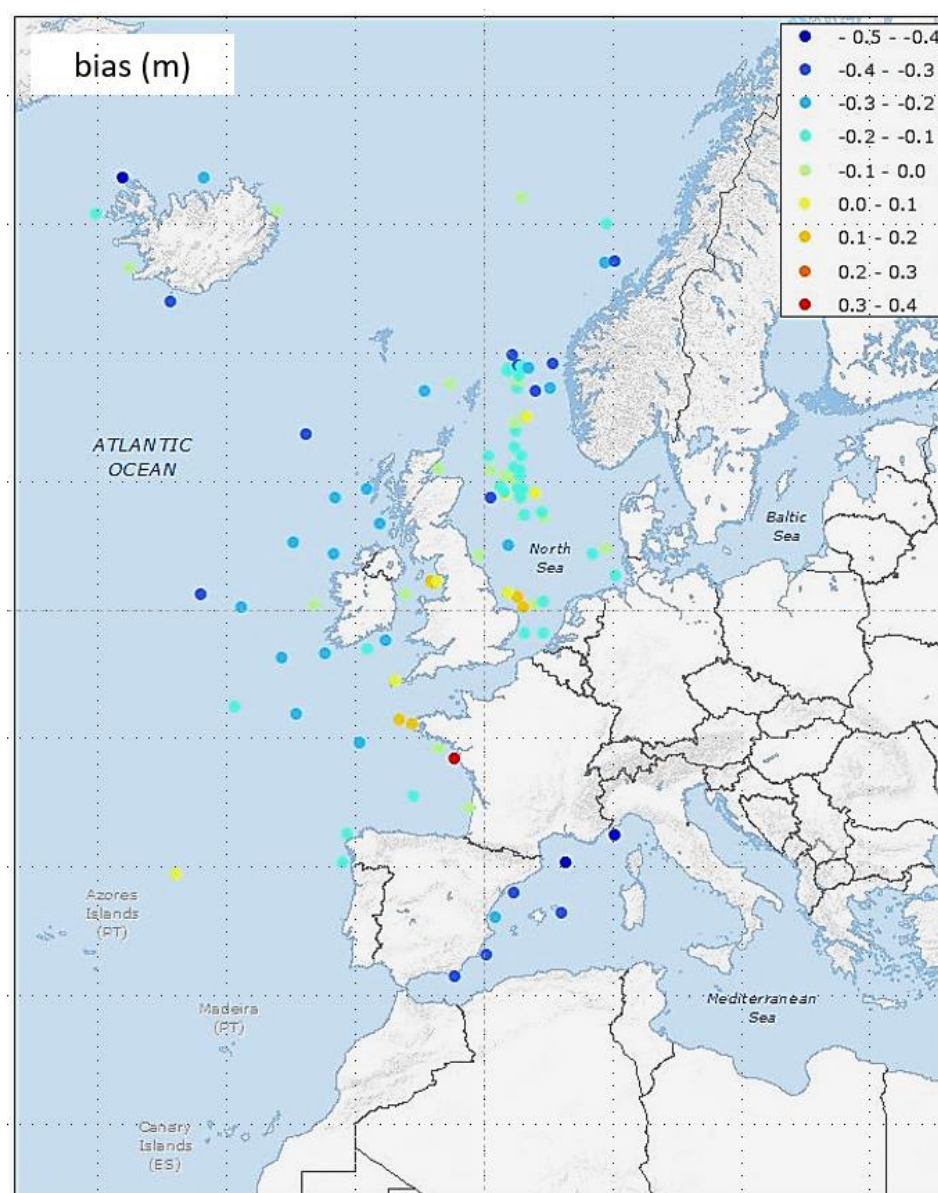 bias (m)
- 0.5 - -0.4
-0.4 - -0.3
-0.3 - -0.2
-0.2 - -0.1
-0.1 - 0.0
0.0 - 0.1
0.1 - 0.2
0.2 - 0.3
0.3 - 0.4
ATLANTIC
OCEAN
Baltic
Sea
North
Sea
Azores
Islands
(PT)
Madeira
(PT)
Mediterranean
Sea
Canary
Islands
(ES)